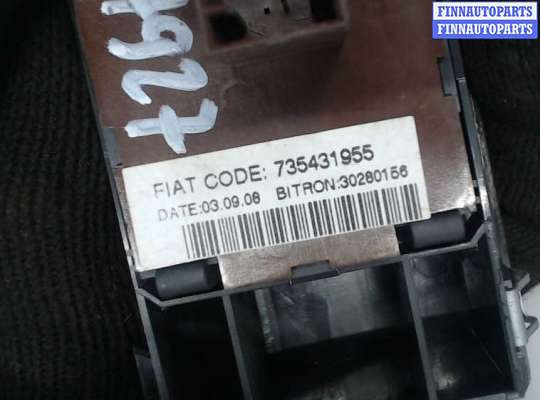 FINNAUTOPARTS
FINNAUTOPARTS
FIAT CODE: 735431955
DATE:03.09.08 BITRON:30280156